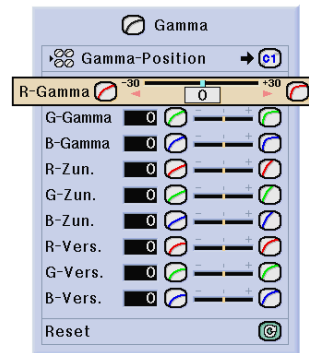 Gamma
Gamma-Position C1
R-Gamma -30 0 +30
G-Gamma 0 - +
B-Gamma 0 - +
R-Zun. 0 - +
G-Zun. 0 - +
B-Zun. 0 - +
R-Vers. 0 - +
G-Vers. 0 - +
B-Vers. 0 - +
Reset